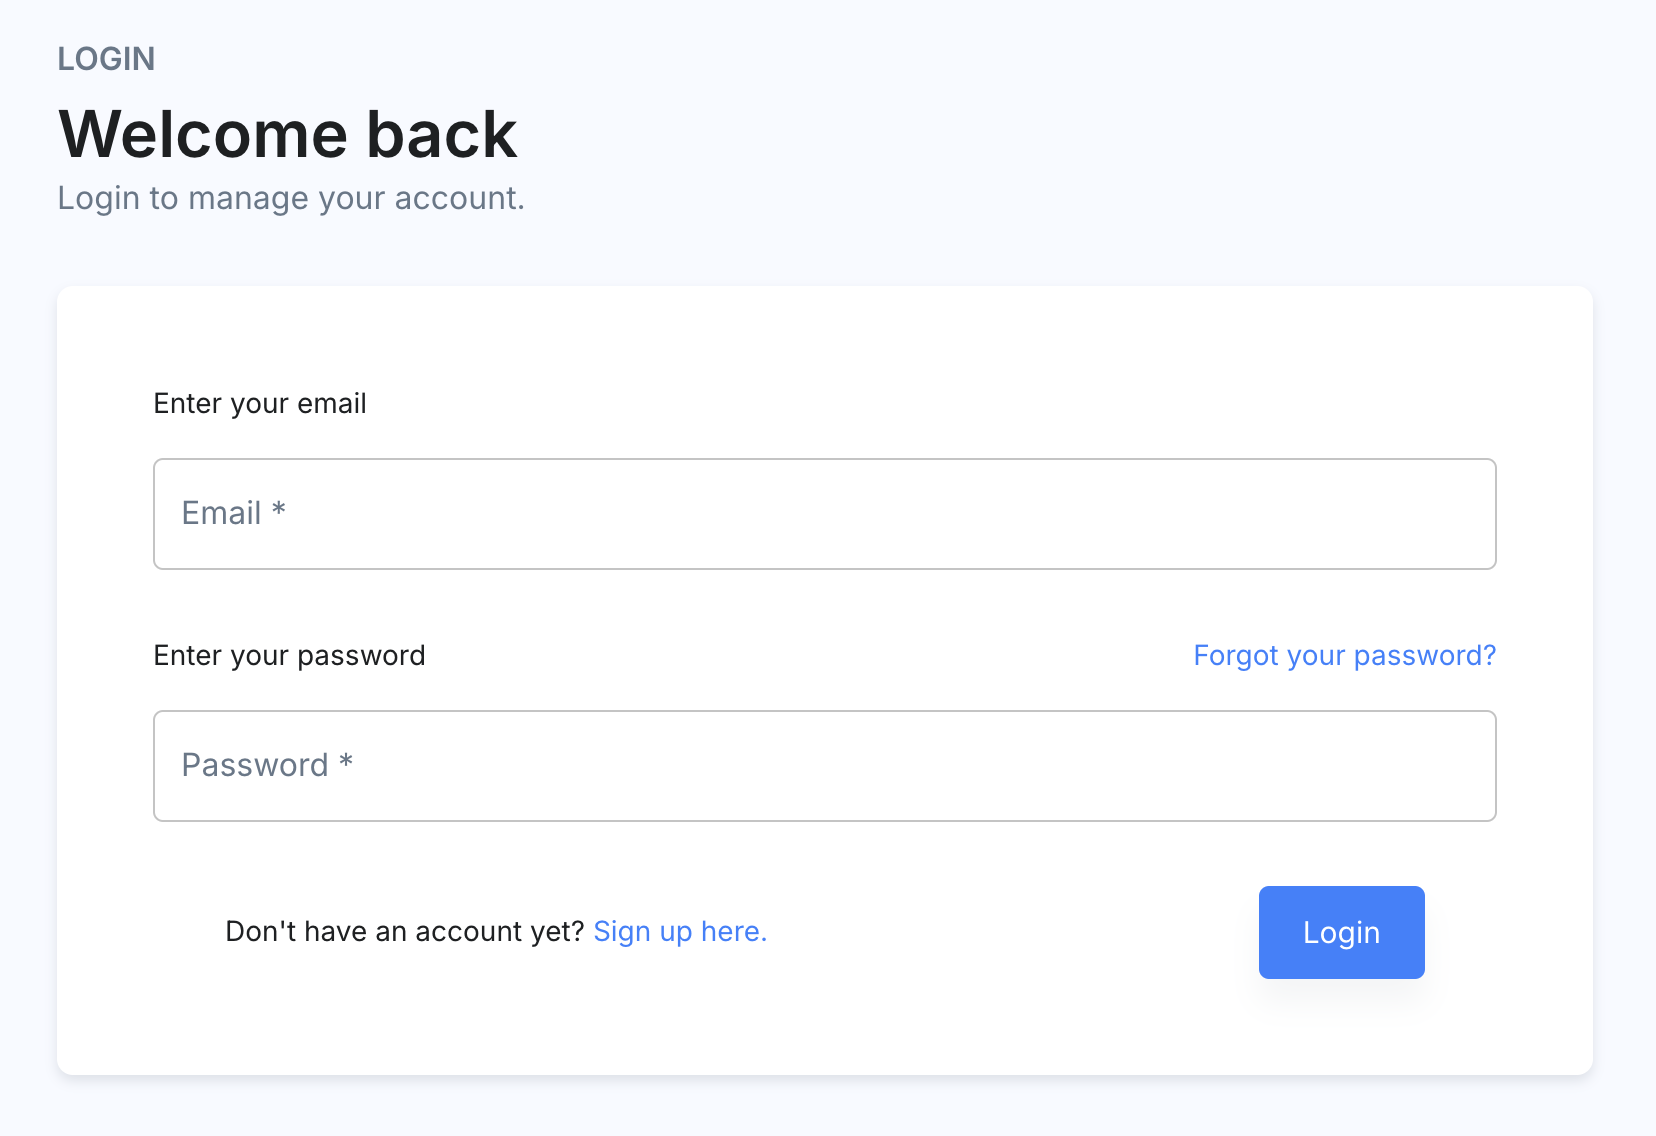 LOGIN
Welcome back
Login to manage your account.
Enter your email
Email *
Enter your password
Forgot your password?
Password *
Don't have an account yet? Sign up here.
Login